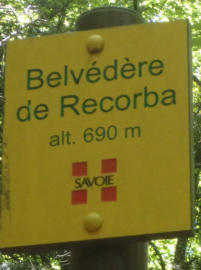 Belvédère
de Recorba
alt. 690 m
SAVOIE